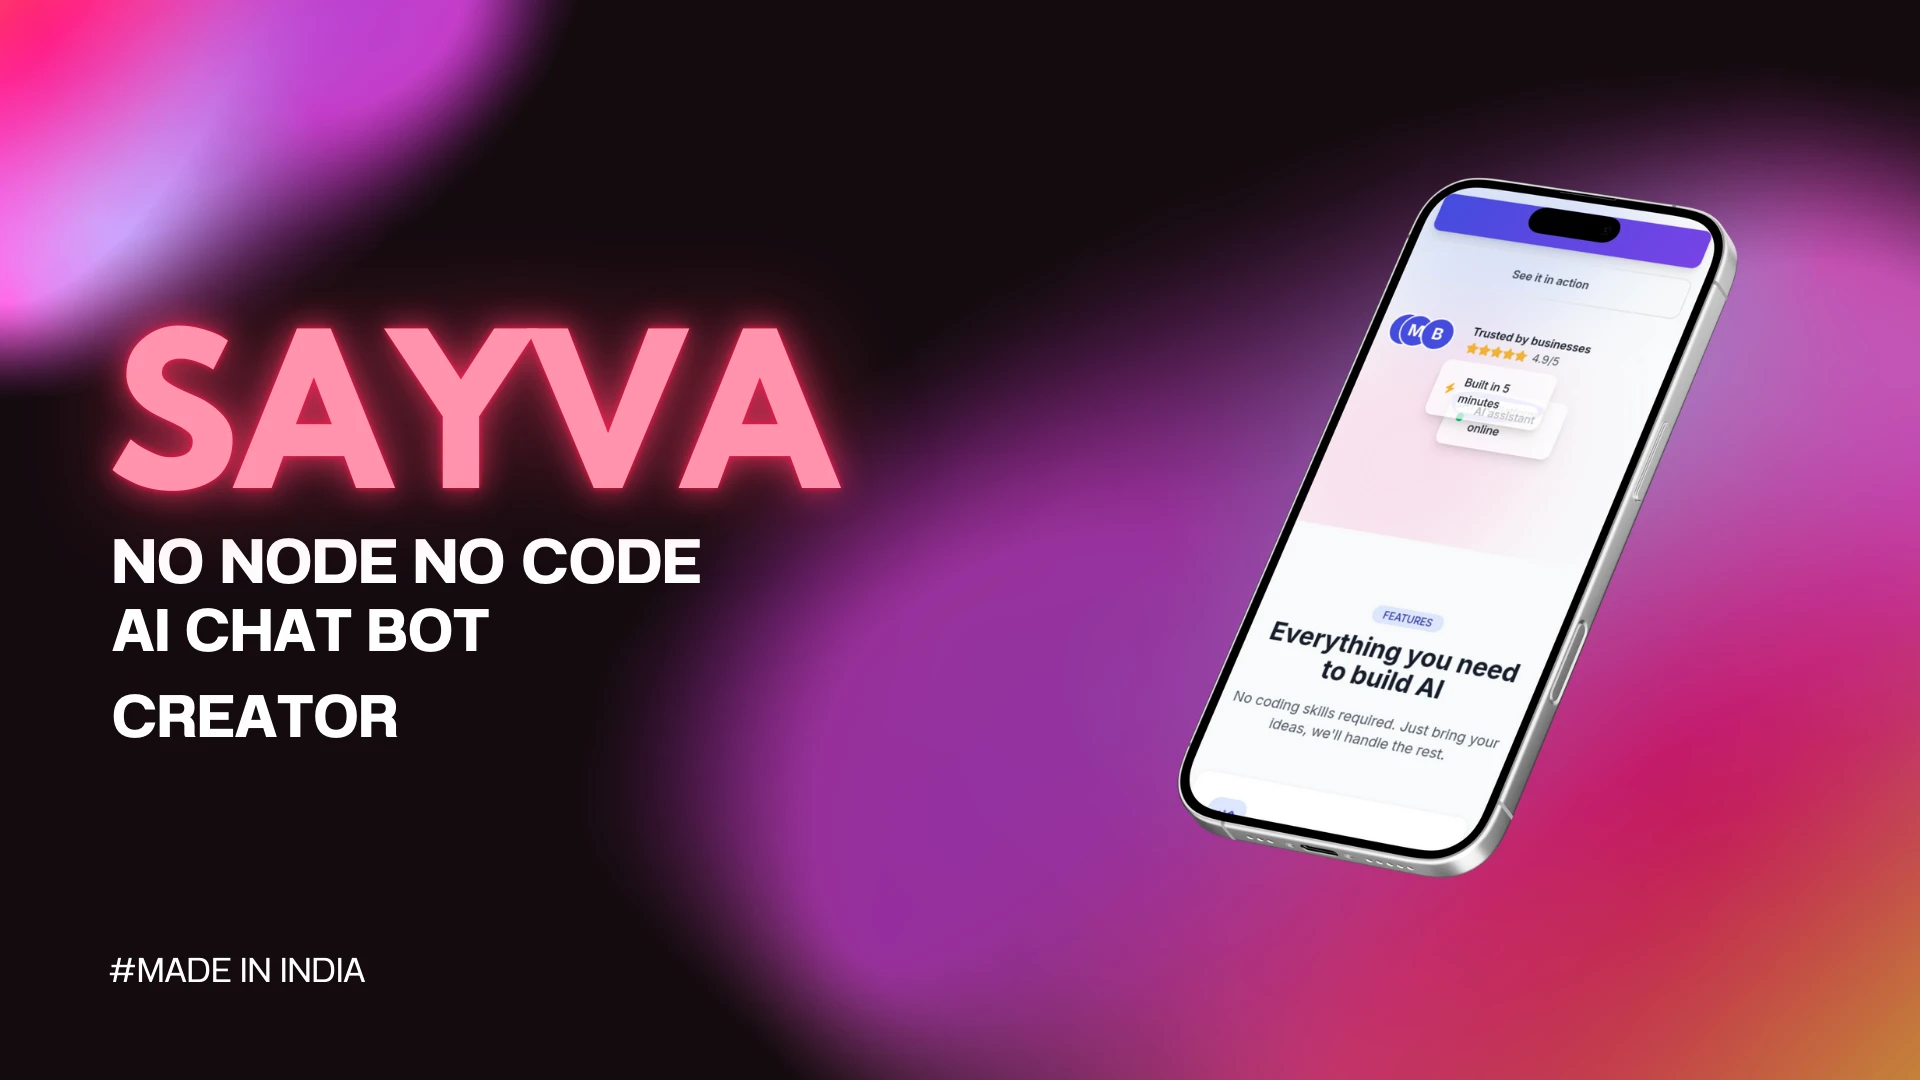 SAYVA
NO NODE NO CODE
AI CHAT BOT
CREATOR
#MADE IN INDIA
See it in action
M B
Trusted by businesses
4.9/5
Built in 5
minutes
AI assistant
online
FEATURES
Everything you need
to build AI
No coding skills required. Just bring your
ideas, we'll handle the rest.